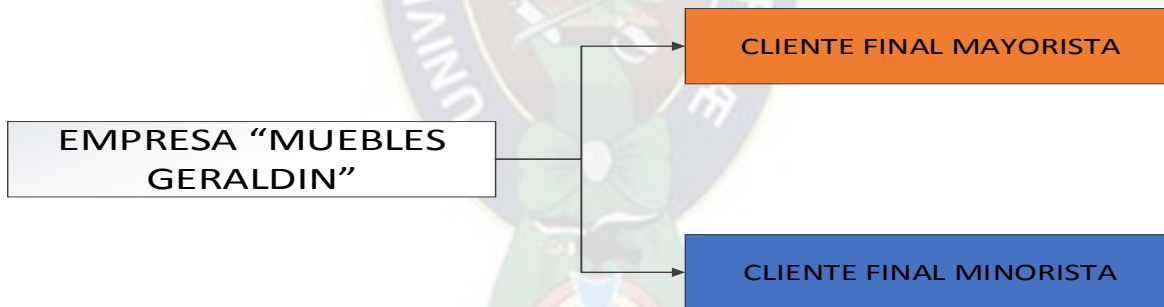 CLIENTE FINAL MAYORISTA
EMPRESA “MUEBLES
GERALDIN”
CLIENTE FINAL MINORISTA